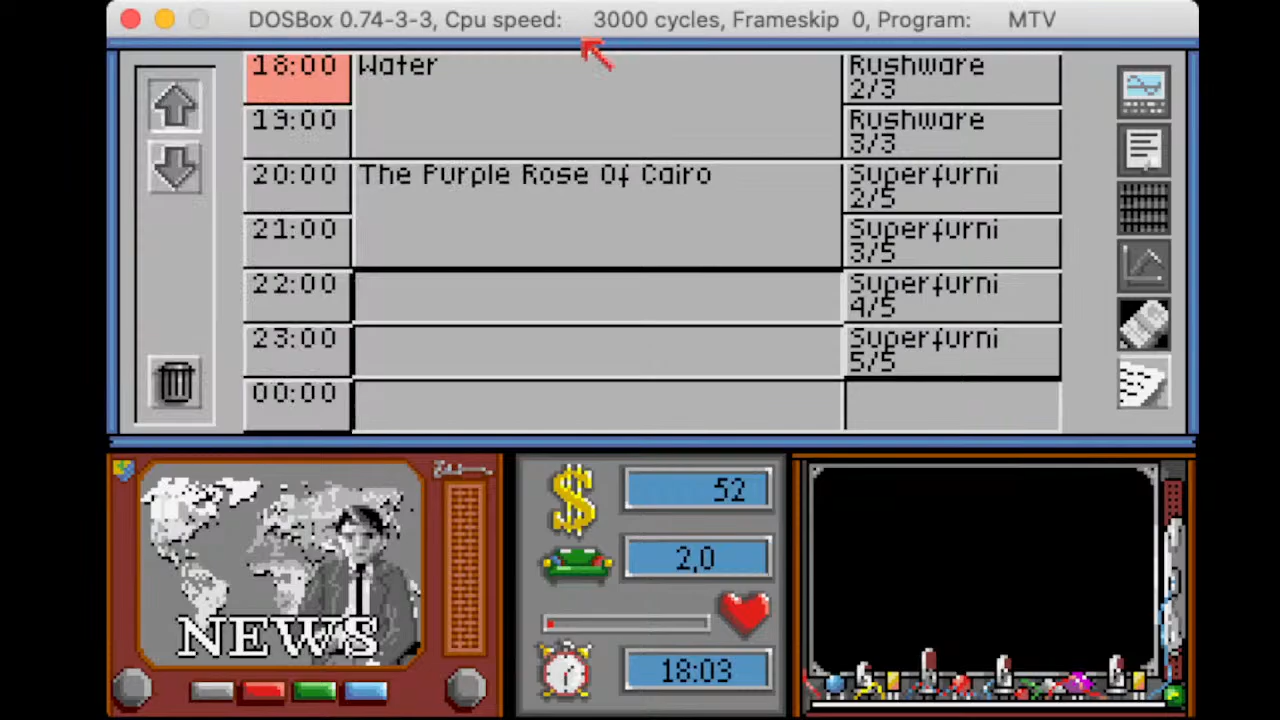 DOSBox 0.74-3-3, Cpu speed: 3000 cycles, Frameskip 0, Program: MTV
18:00 Water Rushware
2/3
19:00 Rushware
3/3
20:00 The Purple Rose Of Cairo Superfurni
2/5
21:00 Superfurni
3/5
22:00 Superfurni
4/5
23:00 Superfurni
5/5
00:00
52
2,0
NEWS
18:03